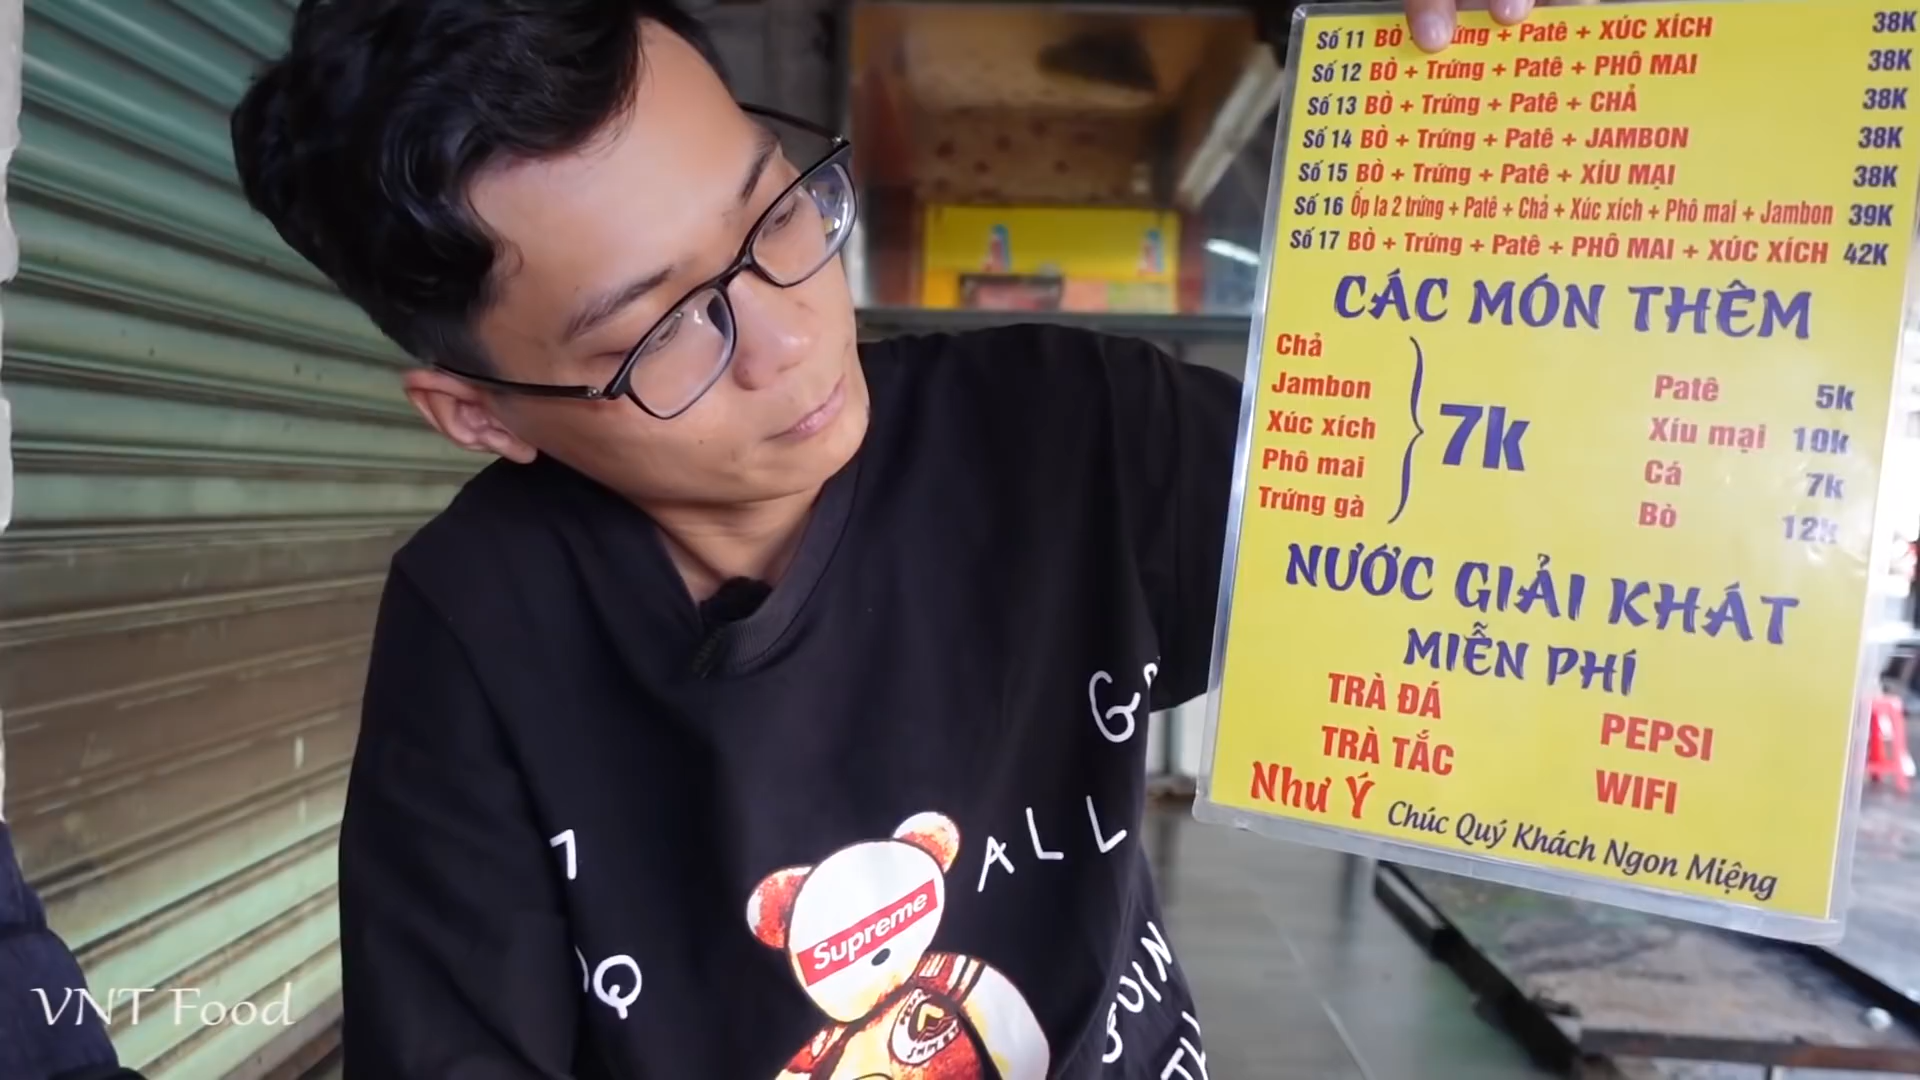 Số 11 BÒ + Trứng + Patê + XÚC XÍCH 38K
Số 12 BÒ + Trứng + Patê + PHÔ MAI 38K
Số 13 BÒ + Trứng + Patê + CHẢ 38K
Số 14 BÒ + Trứng + Patê + JAMBON 38K
Số 15 BÒ + Trứng + Patê + XÍU MẠI 38K
Số 16 Ốp la 2 trứng + Patê + Chả + Xúc xích + Phô mai + Jambon 39K
Số 17 BÒ + Trứng + Patê + PHÔ MAI + XÚC XÍCH 42K
CÁC MÓN THÊM
Chả
Jambon
Xúc xích
Phô mai
Trứng gà
7k
Patê 5k
Xíu mại 10k
Cá 7k
Bò 12k
NƯỚC GIẢI KHÁT
MIỄN PHÍ
TRÀ ĐÁ
TRÀ TẮC
PEPSI
WIFI
Như Ý Chúc Quý Khách Ngon Miệng
ALL
Supreme
VNT Food